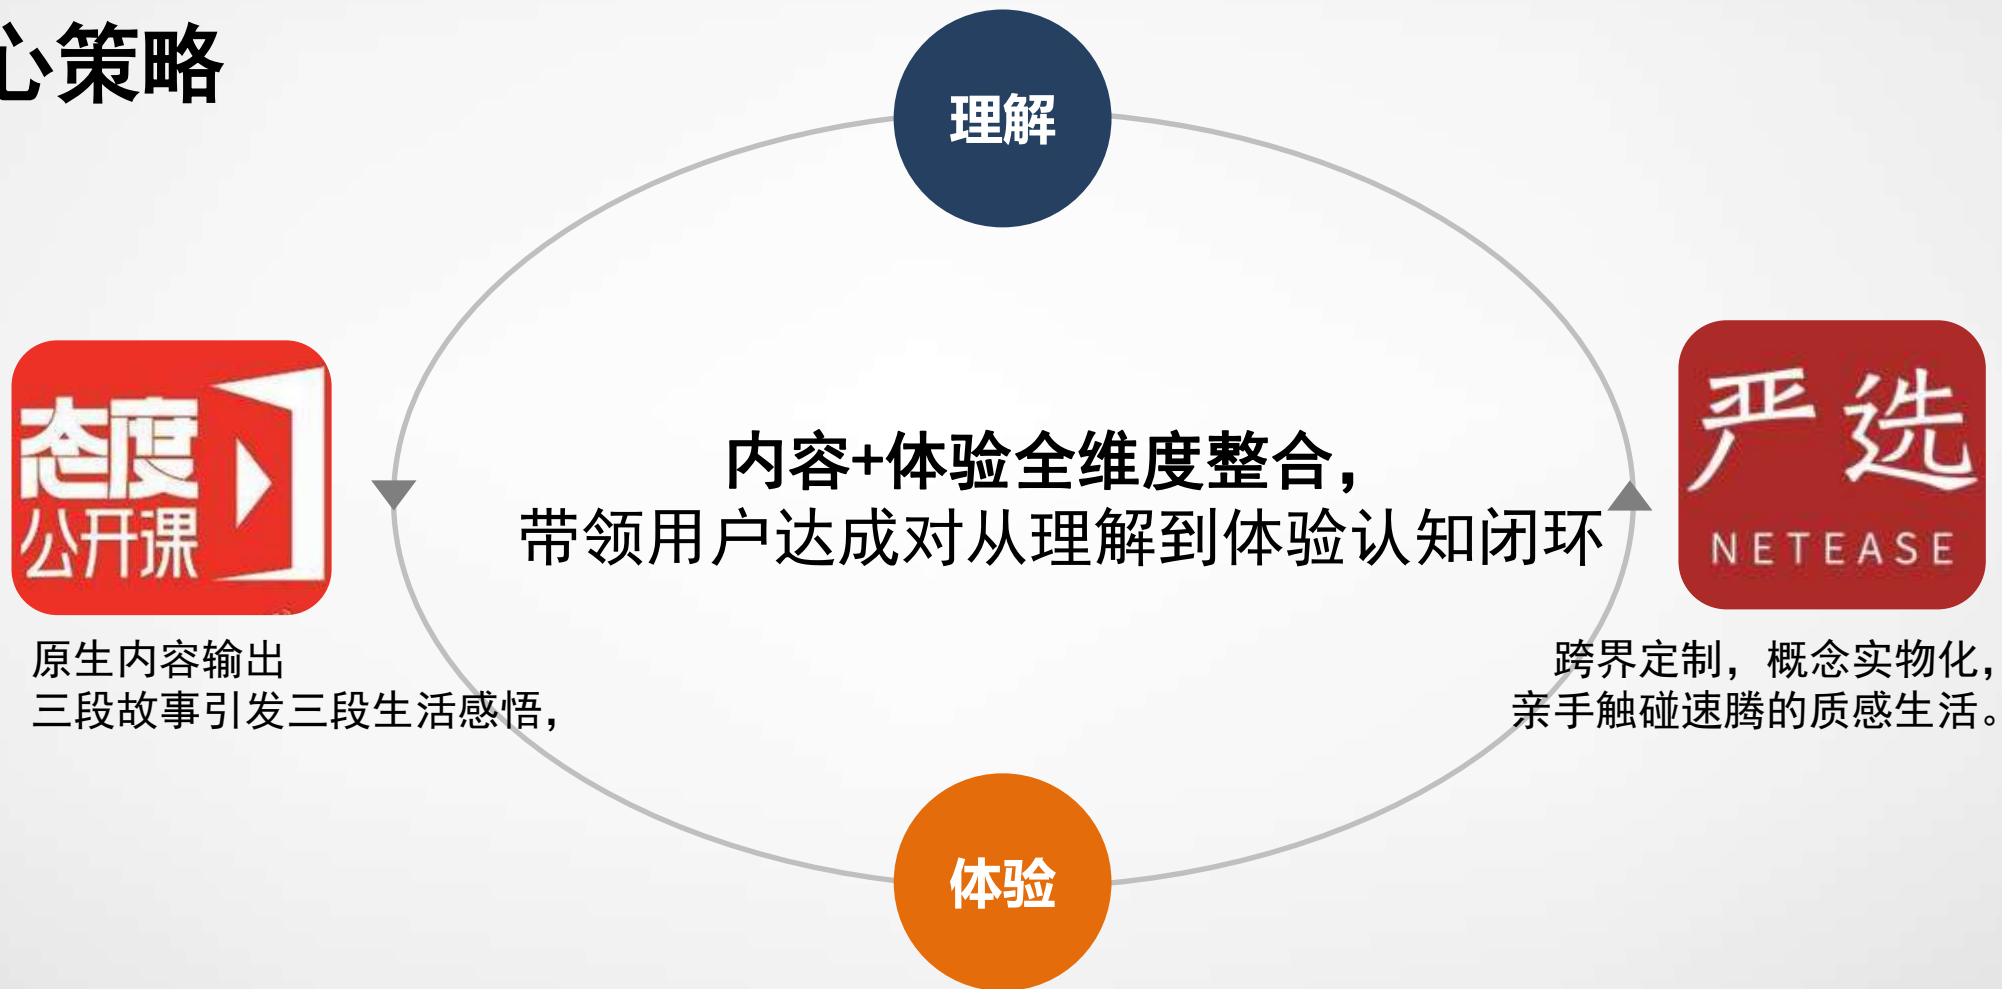 心策略
理解
态度
公开课
严选
NETEASE
内容+体验全维度整合，
带领用户达成对从理解到体验认知闭环
原生内容输出
三段故事引发三段生活感悟，
跨界定制，概念实物化，
亲手触碰速腾的质感生活。
体验